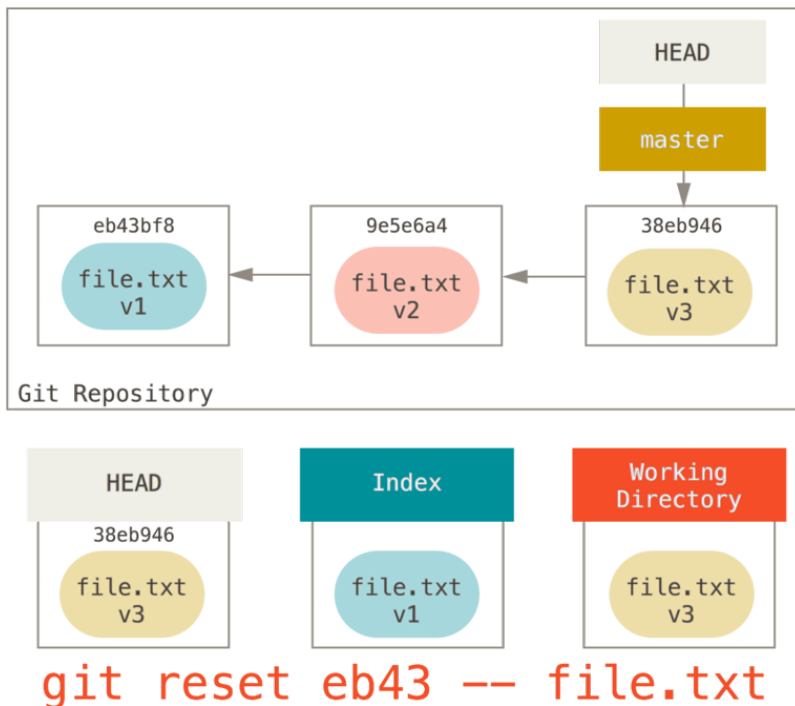 HEAD
master
eb43bf8
9e5e6a4
38eb946
file.txt
v1
file.txt
v2
file.txt
v3
Git Repository
HEAD
Index
Working
Directory
38eb946
file.txt
v3
file.txt
v1
file.txt
v3
git reset eb43 -- file.txt